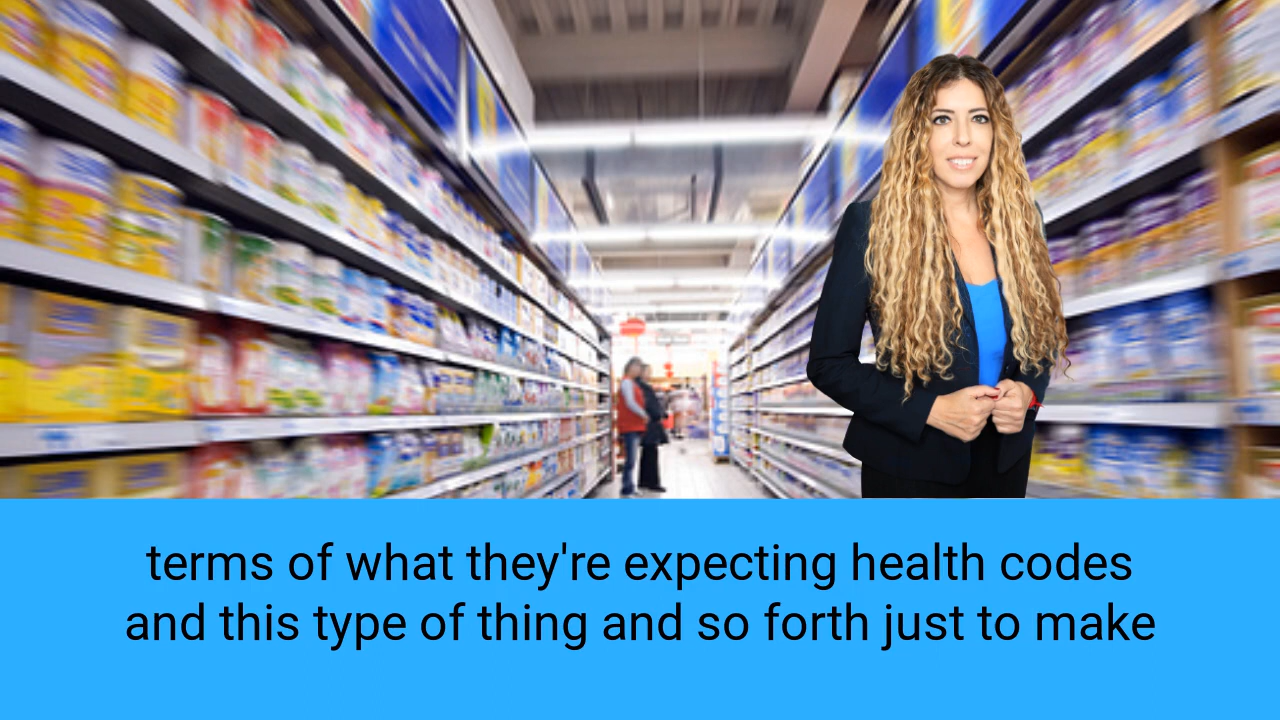 terms of what they're expecting health codes
and this type of thing and so forth just to make